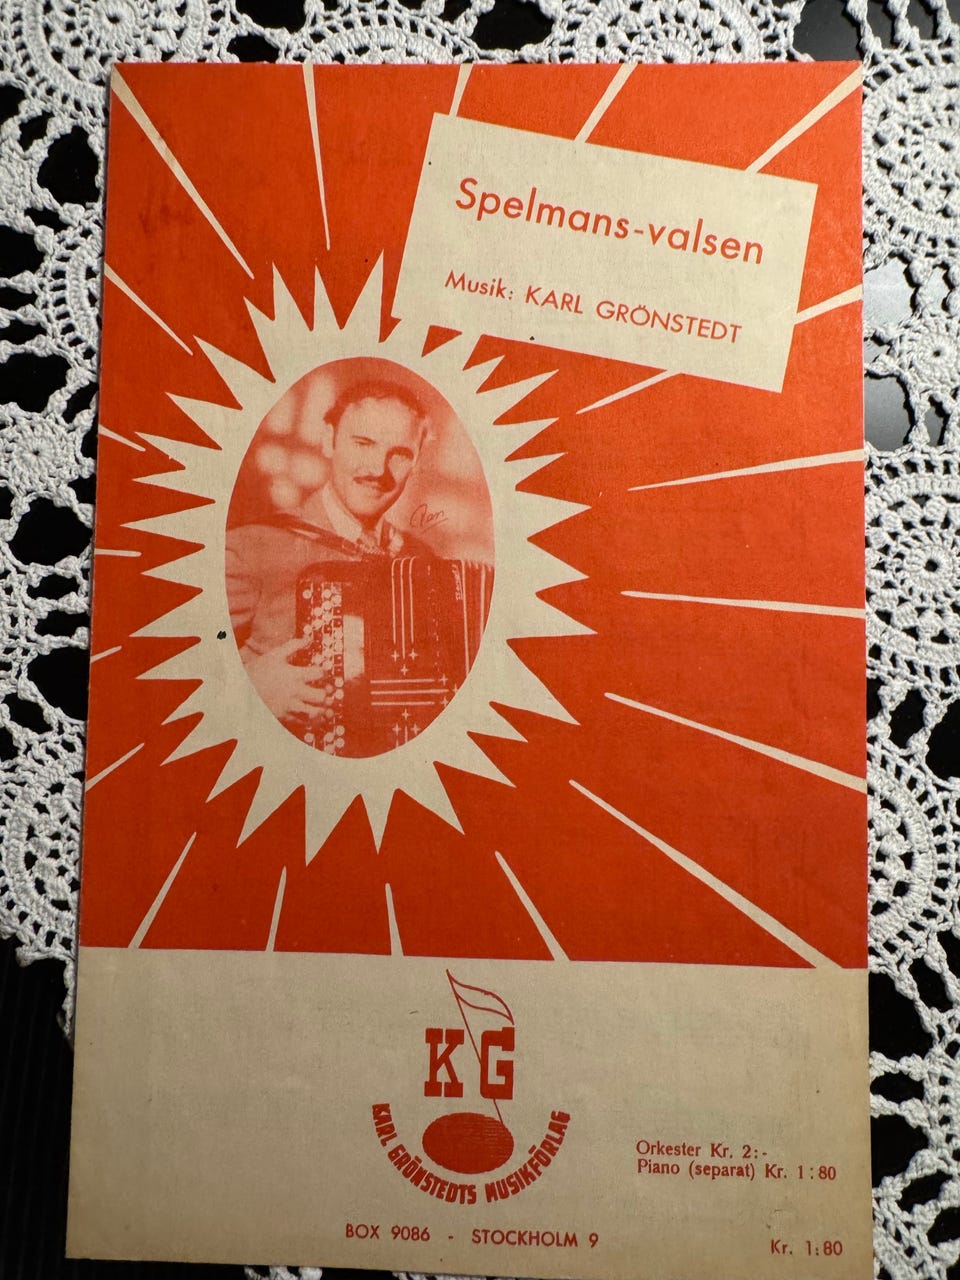 Spelmans-valsen
Musik: KARL GRÖNSTEDT
KG
KARL GRÖNSTEDTS MUSIKFÖRLAG
Orkester Kr. 2:-
Piano (separat) Kr. 1:80
BOX 9086 - STOCKHOLM 9
Kr. 1:80